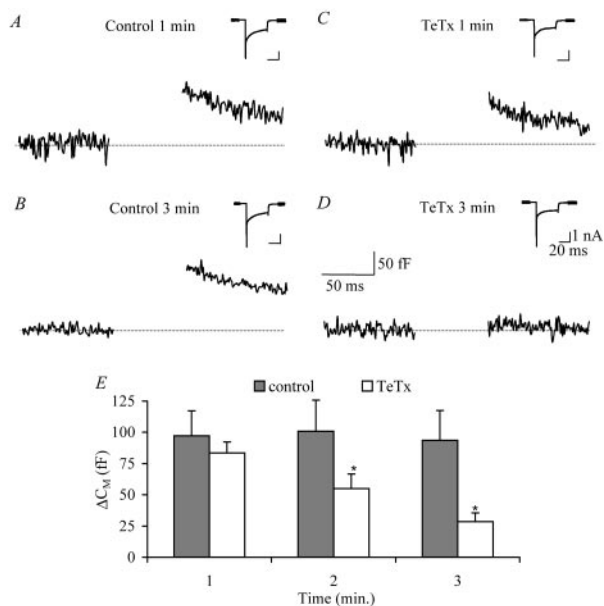 A
Control 1 min
C
TeTx 1 min
B
Control 3 min
D
TeTx 3 min
1 nA
20 ms
50 fF
50 ms
E
control
TeTx
125
100
75
50
25
0
ΔC_M (fF)
*
*
1
2
3
Time (min.)